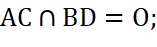 AC ∩ BD = O;